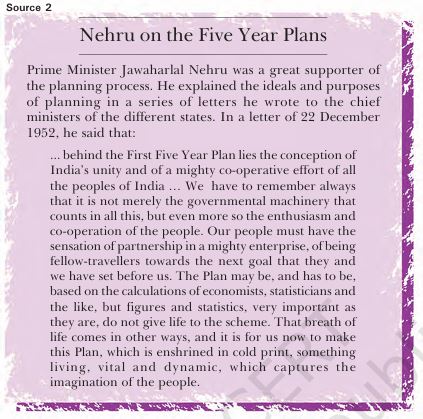 Source 2
Nehru on the Five Year Plans
Prime Minister Jawaharlal Nehru was a great supporter of
the planning process. He explained the ideals and purposes
of planning in a series of letters he wrote to the chief
ministers of the different states. In a letter of 22 December
1952, he said that:
... behind the First Five Year Plan lies the conception of
India's unity and of a mighty co-operative effort of all
the peoples of India ... We have to remember always
that it is not merely the governmental machinery that
counts in all this, but even more so the enthusiasm and
co-operation of the people. Our people must have the
sensation of partnership in a mighty enterprise, of being
fellow-travellers towards the next goal that they and
we have set before us. The Plan may be, and has to be,
based on the calculations of economists, statisticians and
the like, but figures and statistics, very important as
they are, do not give life to the scheme. That breath of
life comes in other ways, and it is for us now to make
this Plan, which is enshrined in cold print, something
living, vital and dynamic, which captures the
imagination of the people.